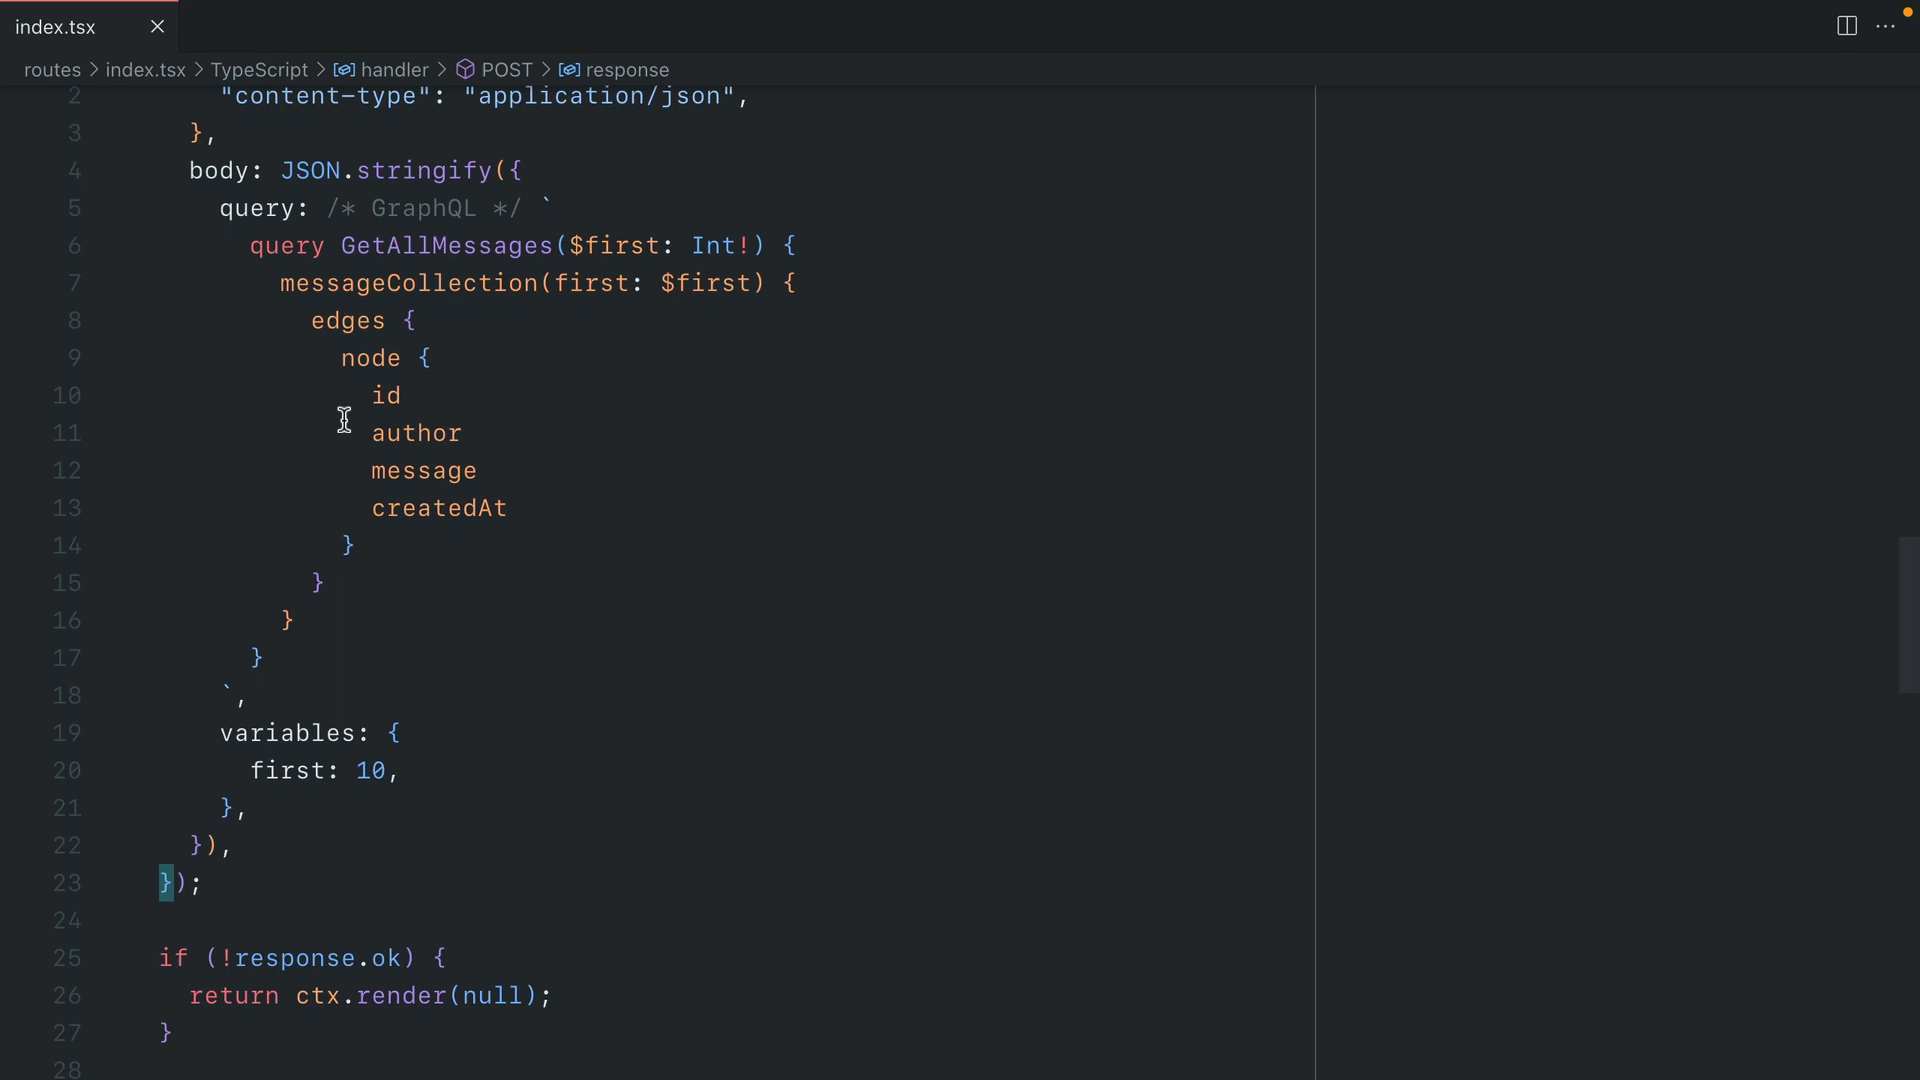 index.tsx
routes > index.tsx > TypeScript > handler > POST > response
2 "content-type": "application/json",
3 },
4 body: JSON.stringify({
5 query: /* GraphQL */ `
6 query GetAllMessages($first: Int!) {
7 messageCollection(first: $first) {
8 edges {
9 node {
10 id
11 author
12 message
13 createdAt
14 }
15 }
16 }
17 }
18 `,
19 variables: {
20 first: 10,
21 },
22 }),
23 });
24
25 if (!response.ok) {
26 return ctx.render(null);
27 }
28